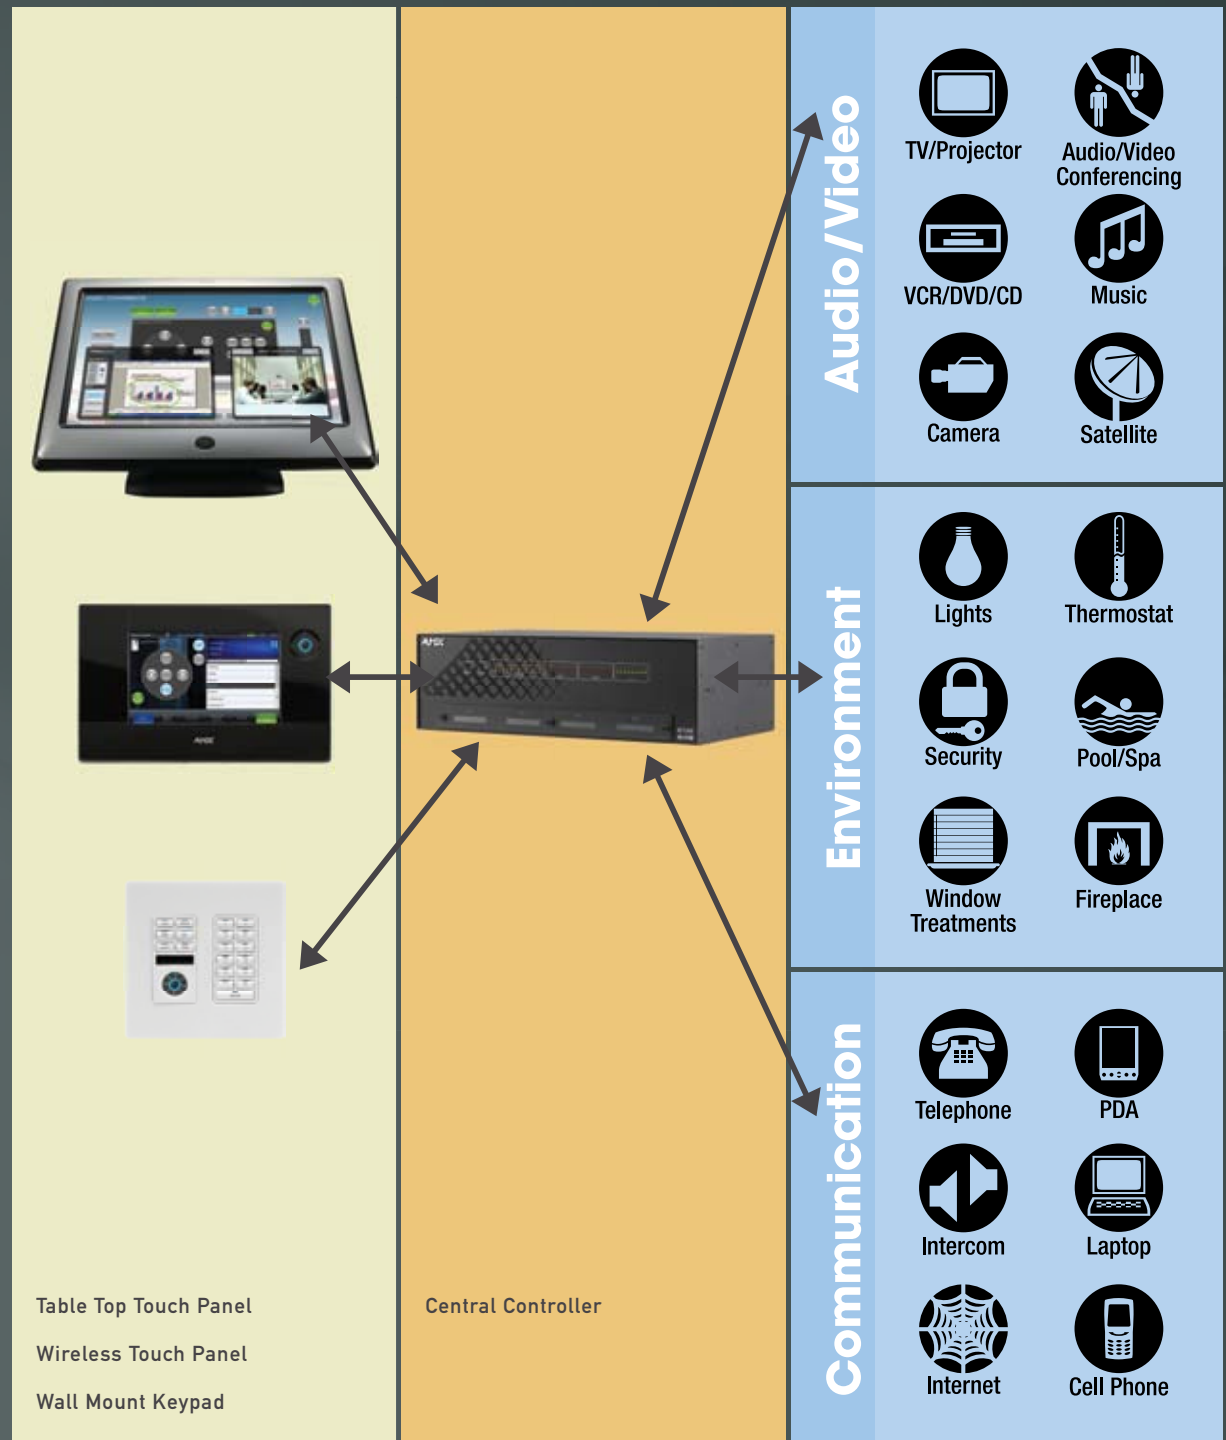 Table Top Touch Panel
Wireless Touch Panel
Wall Mount Keypad
AMX
Central Controller
AMX
Audio/Video
TV/Projector
Audio/Video
Conferencing
VCR/DVD/CD
Music
Camera
Satellite
Environment
Lights
Thermostat
Security
Pool/Spa
Window
Treatments
Fireplace
Communication
Telephone
PDA
Intercom
Laptop
Internet
Cell Phone